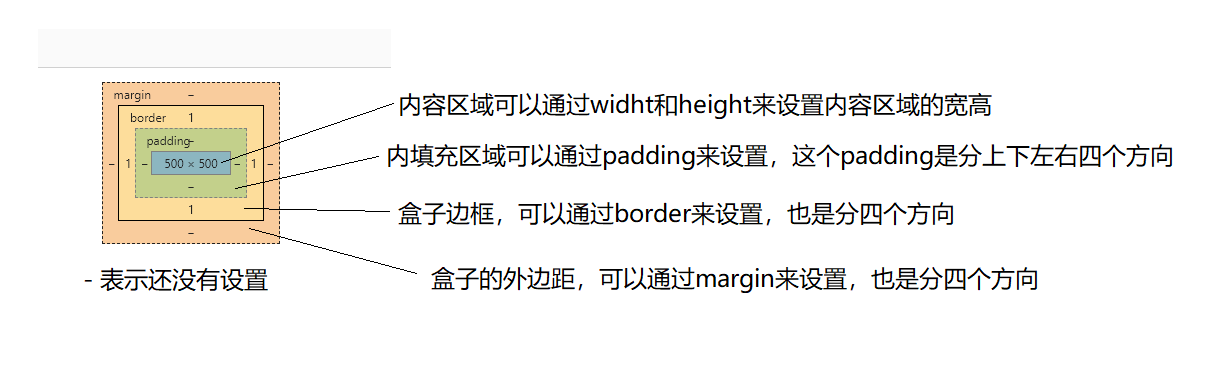 margin –
内容区域可以通过widht和height来设置内容区域的宽高
border 1
padding–
内填充区域可以通过padding来设置，这个padding是分上下左右四个方向
– 1 – 500 × 500 – 1 –
–
1
盒子边框，可以通过border来设置，也是分四个方向
–
- 表示还没有设置
盒子的外边距，可以通过margin来设置，也是分四个方向